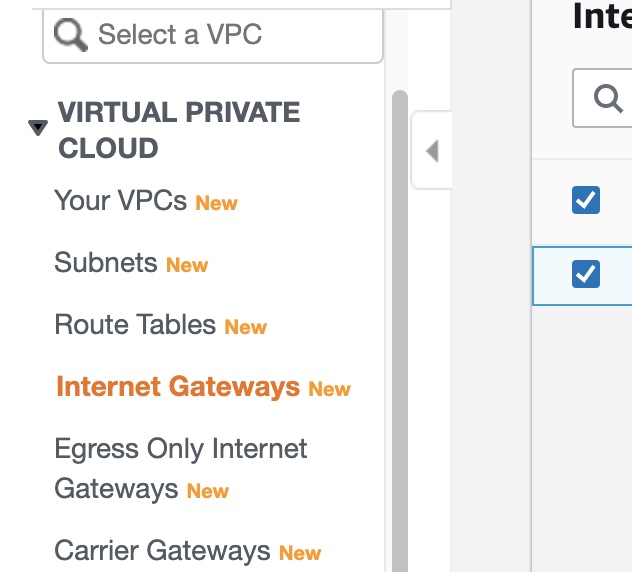 Select a VPC
Inte
VIRTUAL PRIVATE
CLOUD
Your VPCs New
Subnets New
Route Tables New
Internet Gateways New
Egress Only Internet
Gateways New
Carrier Gateways New